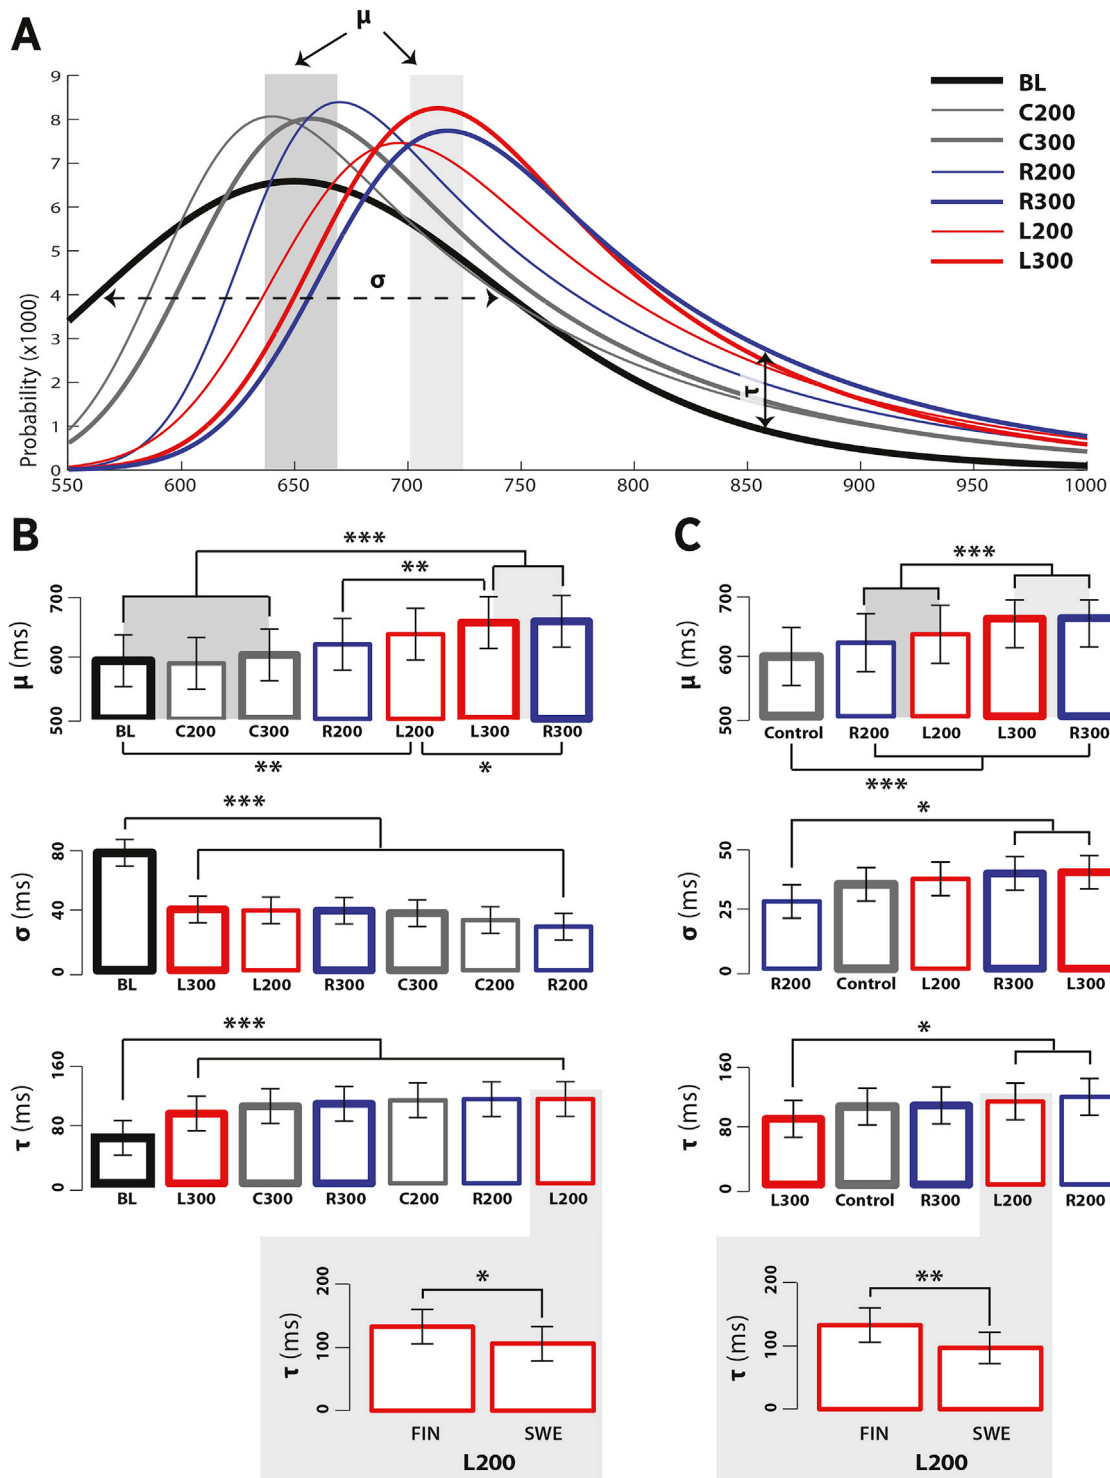 A
μ
9
8
7
6
5
4
3
2
1
0
Probability (x1000)
σ
τ
550 600 650 700 750 800 850 900 950 1000
BL
C200
C300
R200
R300
L200
L300
B
***
**
μ (ms)
700
600
500
BL C200 C300 R200 L200 L300 R300
** *
***
σ (ms)
80
40
0
BL L300 L200 R300 C300 C200 R200
***
τ (ms)
160
80
0
BL L300 C300 R300 C200 R200 L200
*
τ (ms)
200
100
0
FIN SWE
L200
C
***
μ (ms)
700
600
500
Control R200 L200 L300 R300
***
*
σ (ms)
50
25
0
R200 Control L200 R300 L300
*
τ (ms)
160
80
0
L300 Control R300 L200 R200
**
τ (ms)
200
100
0
FIN SWE
L200